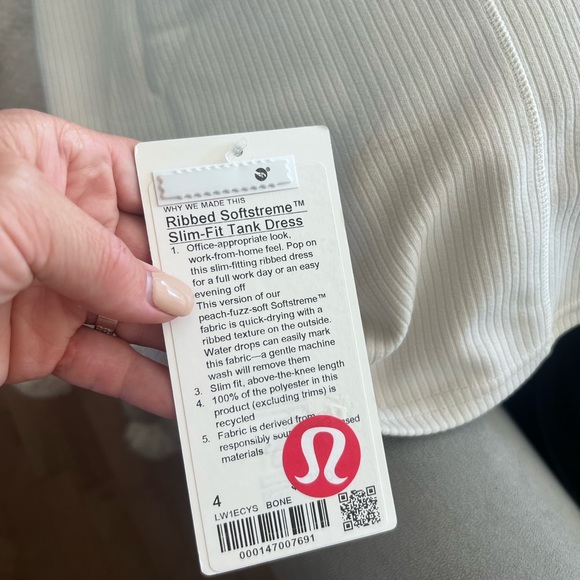 WHY WE MADE THIS
Ribbed Softstreme™
Slim-Fit Tank Dress
1. Office-appropriate look,
work-from-home feel. Pop on
this slim-fitting ribbed dress
for a full work day or an easy
evening off
This version of our
peach-fuzz-soft Softstreme™
fabric is quick-drying with a
ribbed texture on the outside.
Water drops can easily mark
this fabric—a gentle machine
wash will remove them
3. Slim fit, above-the-knee length
4. 100% of the polyester in this
product (excluding trims) is
recycled
5. Fabric is derived from
responsibly
materials
4
LW1ECYS BONE
000147007691